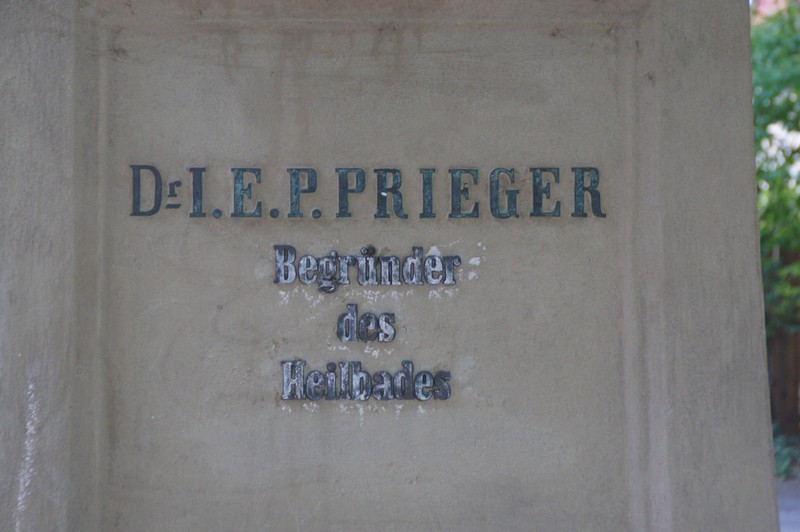 Dr I.E.P. PRIEGER
Begründer
des
Heilbades